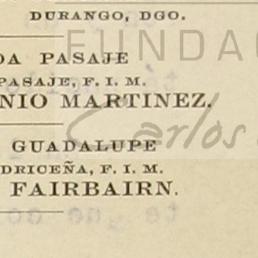 DURANGO, DGO.
FUNDAC
DA PASAJE
PASAJE, F. I. M.
NIO MARTINEZ.
Carlos
GUADALUPE
DRICEÑA, F. I. M.
FAIRBAIRN.